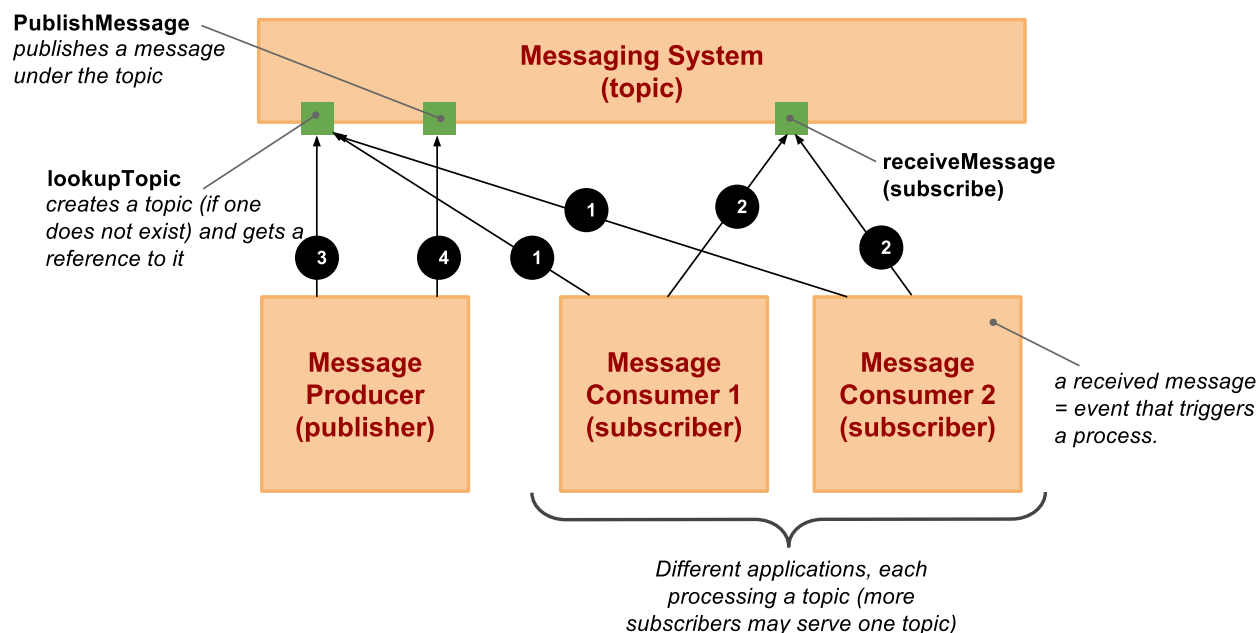 PublishMessage
publishes a message
under the topic
Messaging System
(topic)
lookupTopic
creates a topic (if one
does not exist) and gets a
reference to it
receiveMessage
(subscribe)
1
2
3
4
1
2
Message
Producer
(publisher)
Message
Consumer 1
(subscriber)
Message
Consumer 2
(subscriber)
a received message
= event that triggers
a process.
Different applications, each
processing a topic (more
subscribers may serve one topic)